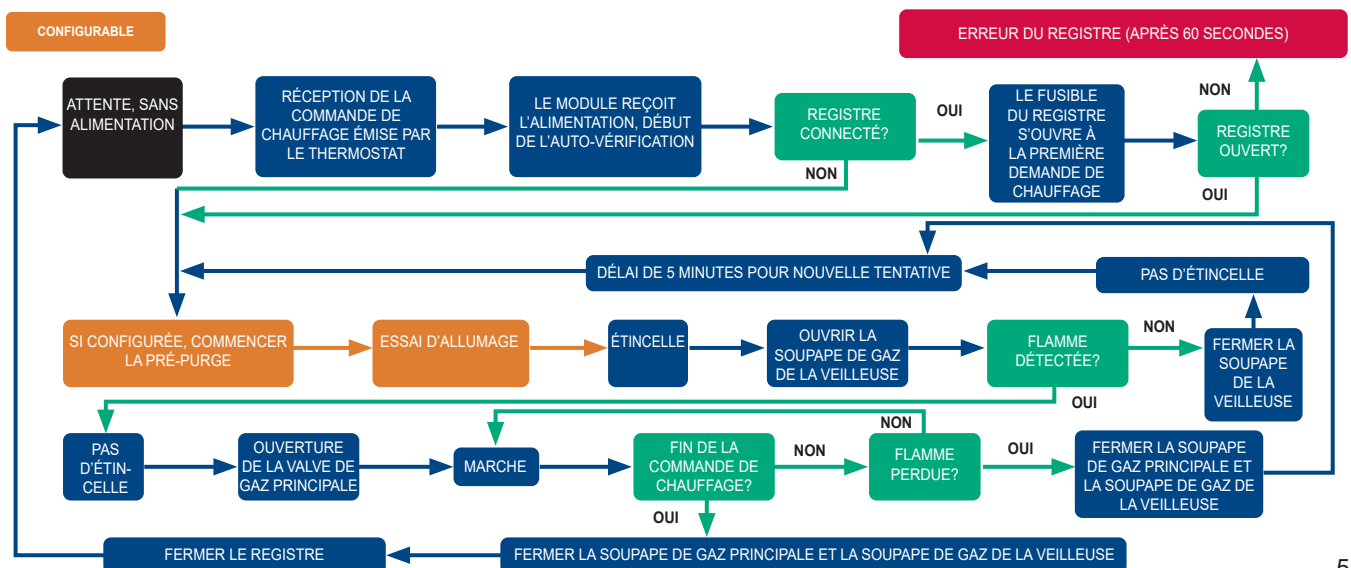 CONFIGURABLE
ERREUR DU REGISTRE (APRÈS 60 SECONDES)
ATTENTE, SANS
ALIMENTATION
RÉCEPTION DE LA
COMMANDE DE
CHAUFFAGE ÉMISE PAR
LE THERMOSTAT
LE MODULE REÇOIT
L'ALIMENTATION, DÉBUT
DE L'AUTO-VÉRIFICATION
REGISTRE
CONNECTÉ?
OUI
NON
LE FUSIBLE
DU REGISTRE
S'OUVRE À
LA PREMIÈRE
DEMANDE DE
CHAUFFAGE
NON
REGISTRE
OUVERT?
OUI
DÉLAI DE 5 MINUTES POUR NOUVELLE TENTATIVE
PAS D'ÉTINCELLE
SI CONFIGURÉE, COMMENCER
LA PRÉ-PURGE
ESSAI D'ALLUMAGE
ÉTINCELLE
OUVRIR LA
SOUPAPE DE GAZ
DE LA VEILLEUSE
FLAMME
DÉTECTÉE?
NON
OUI
FERMER LA
SOUPAPE
DE LA
VEILLEUSE
PAS
D'ÉTIN-
CELLE
OUVERTURE
DE LA VALVE DE
GAZ PRINCIPALE
MARCHE
FIN DE LA
COMMANDE DE
CHAUFFAGE?
NON
OUI
NON
FLAMME
PERDUE?
OUI
FERMER LA SOUPAPE
DE GAZ PRINCIPALE ET
LA SOUPAPE DE GAZ DE
LA VEILLEUSE
FERMER LE REGISTRE
FERMER LA SOUPAPE DE GAZ PRINCIPALE ET LA SOUPAPE DE GAZ DE LA VEILLEUSE
5